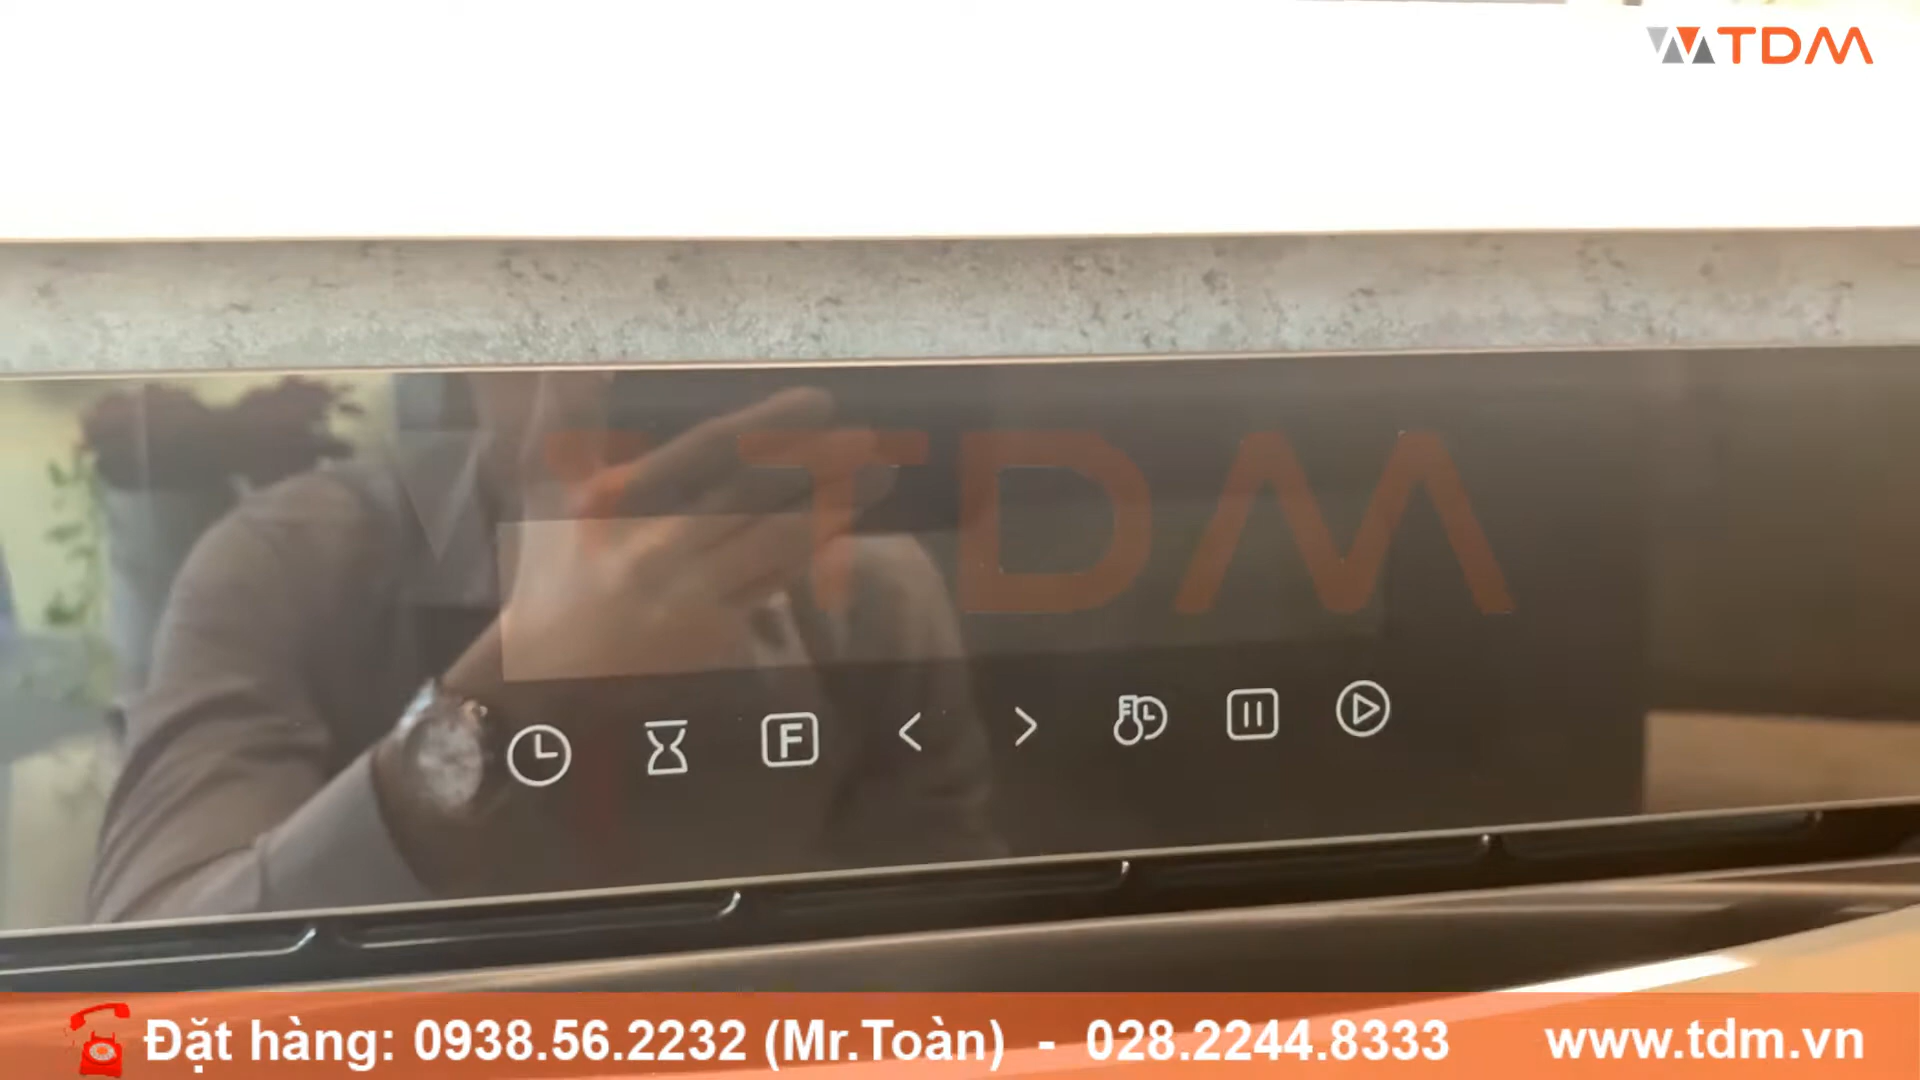 TDM
TDM
F
Đặt hàng: 0938.56.2232 (Mr.Toàn) - 028.2244.8333 www.tdm.vn